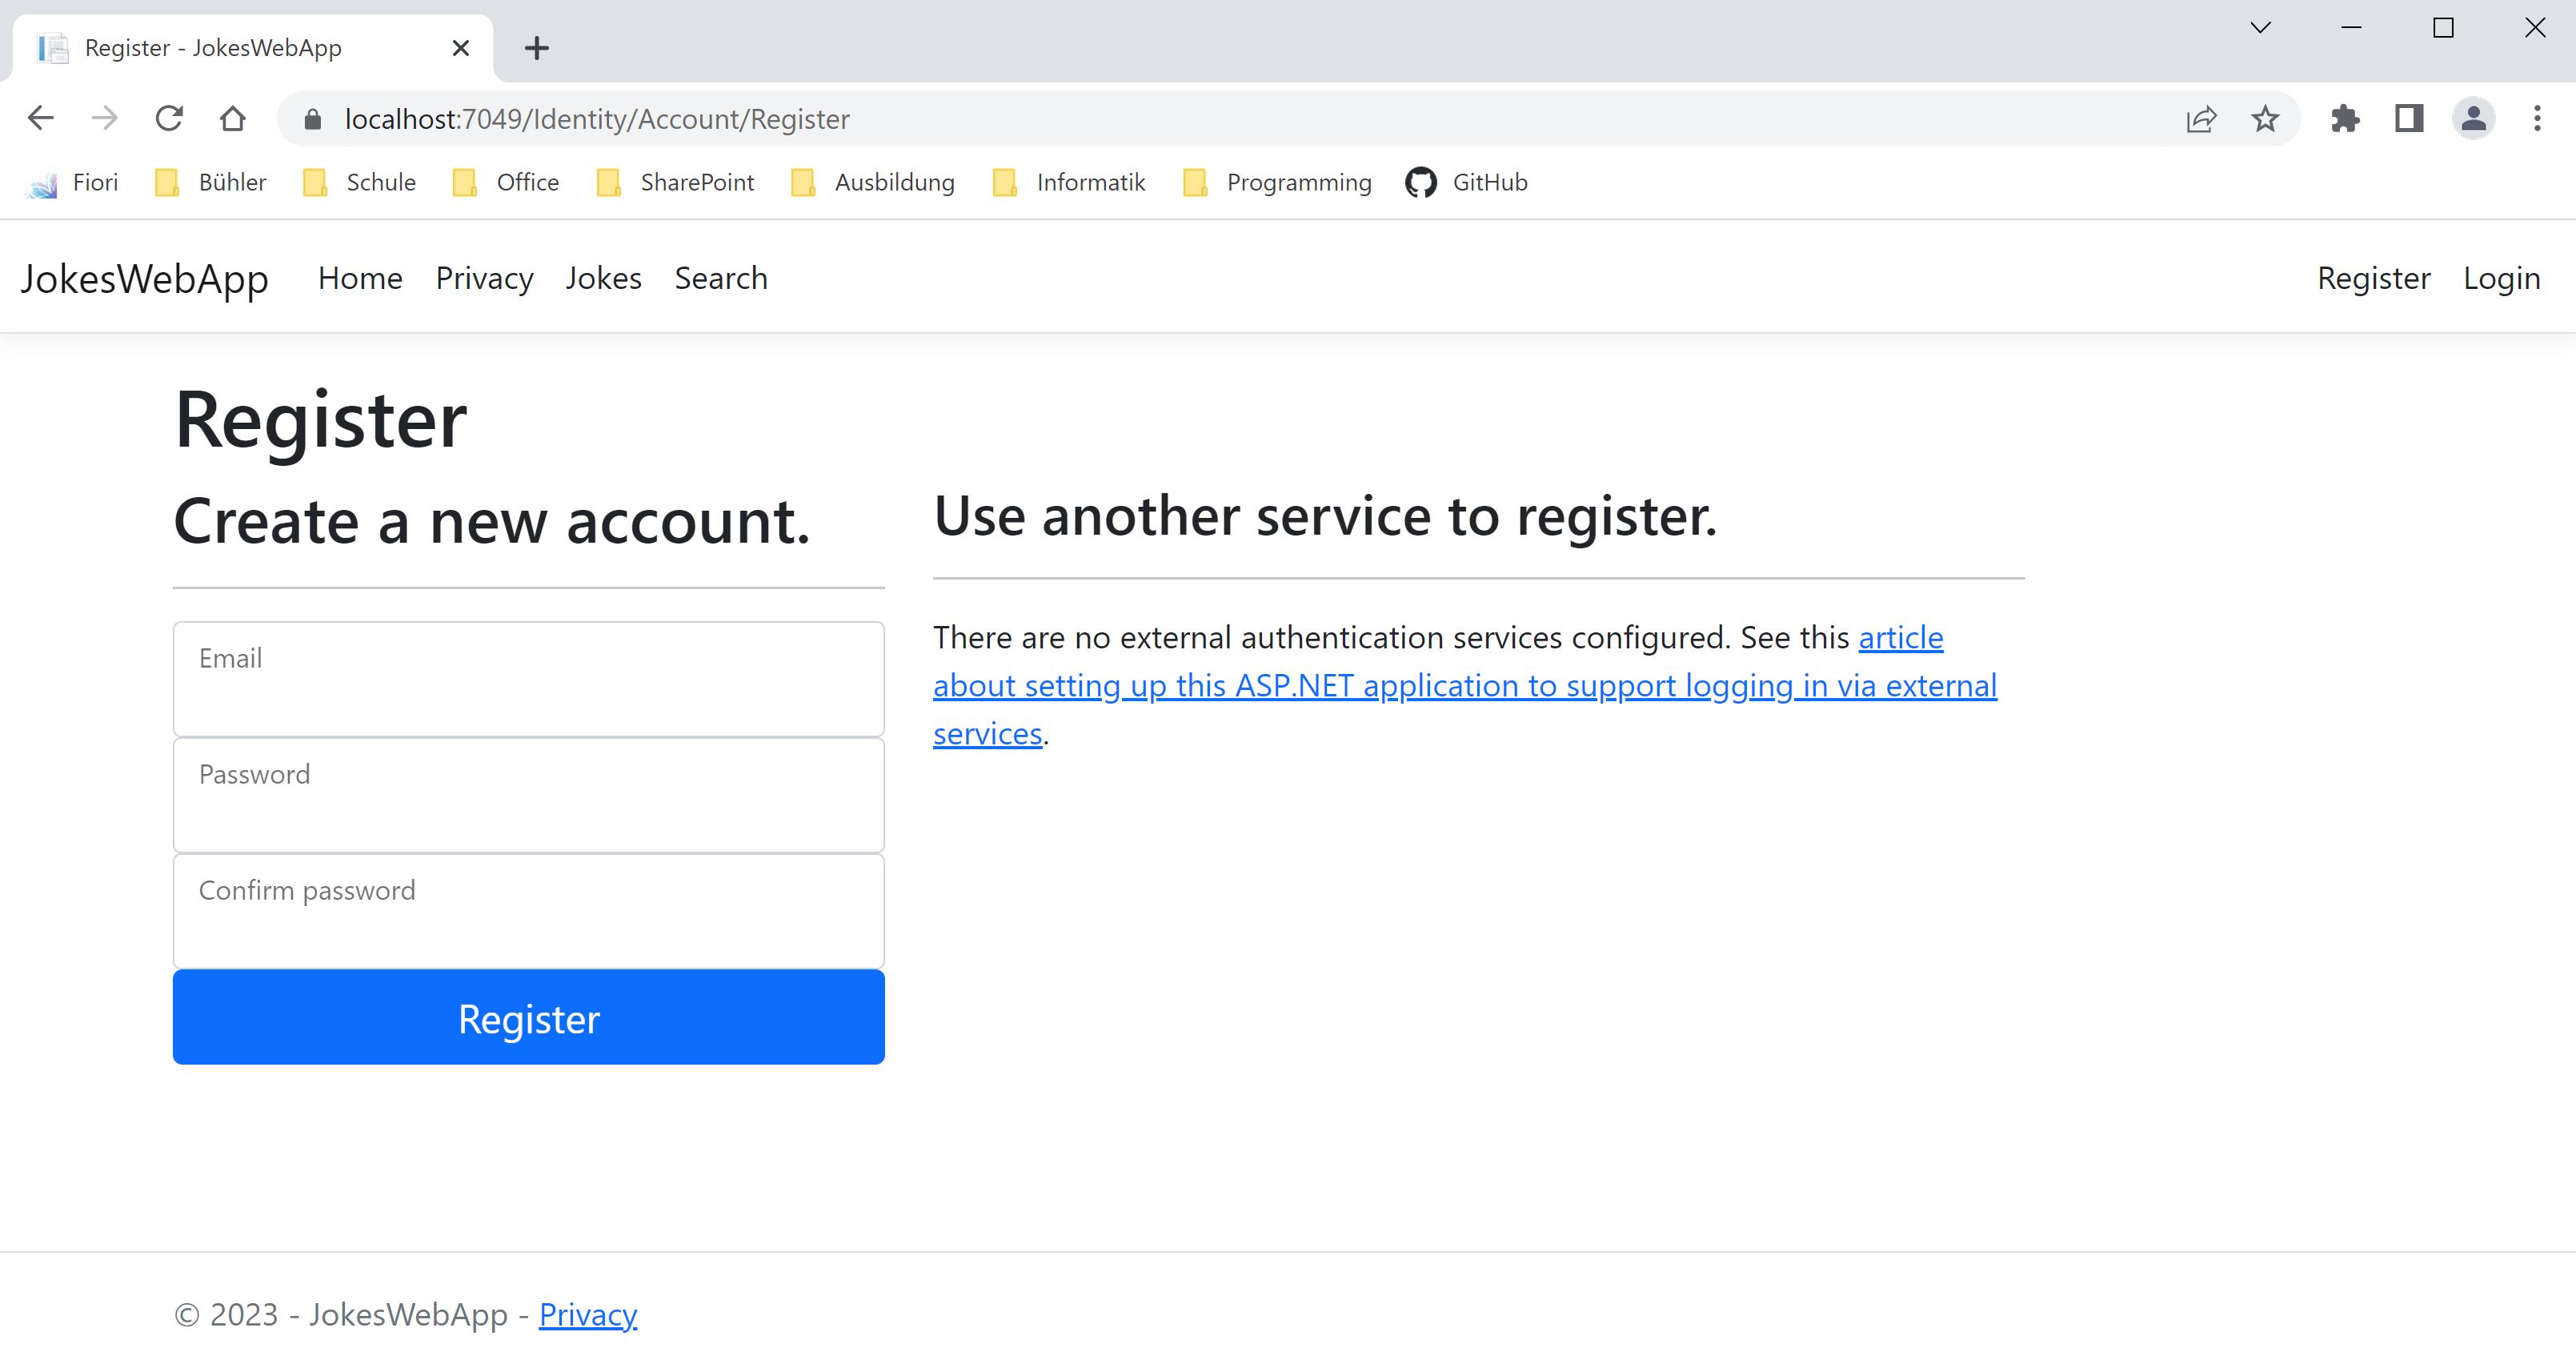 Register - JokesWebApp
localhost:7049/Identity/Account/Register
Fiori Bühler Schule Office SharePoint Ausbildung Informatik Programming GitHub
JokesWebApp Home Privacy Jokes Search Register Login
Register
Create a new account.
Email
Password
Confirm password
Register
Use another service to register.
There are no external authentication services configured. See this article
about setting up this ASP.NET application to support logging in via external
services.
© 2023 - JokesWebApp - Privacy